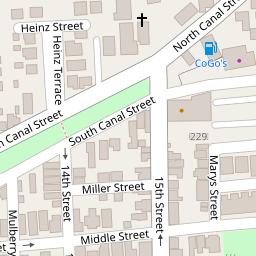 Heinz Street
North Canal Street
CoGo's
Heinz Terrace
Canal Street
South Canal Street
229
14th Street
Marys Street
Miller Street
15th Street
Mulberry
Middle Street